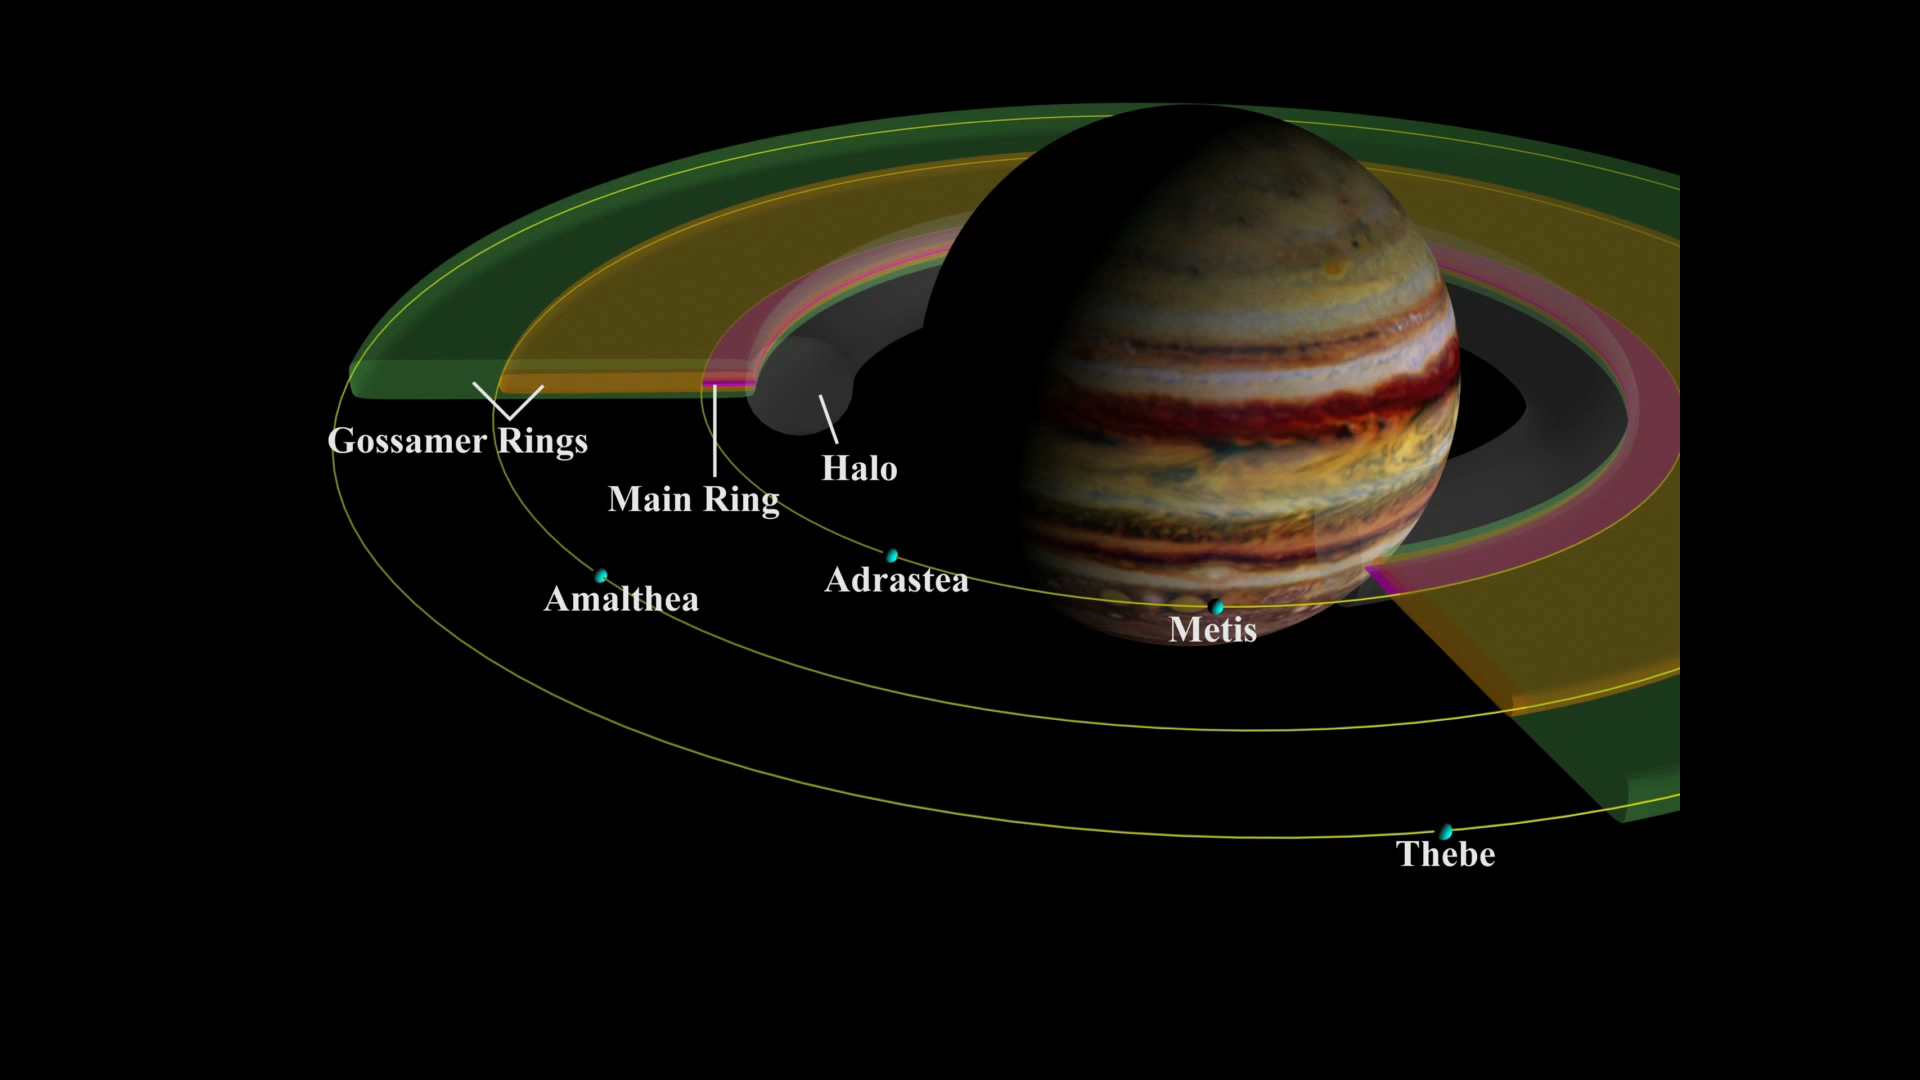 Gossamer Rings
Halo
Main Ring
Adrastea
Amalthea
Metis
Thebe